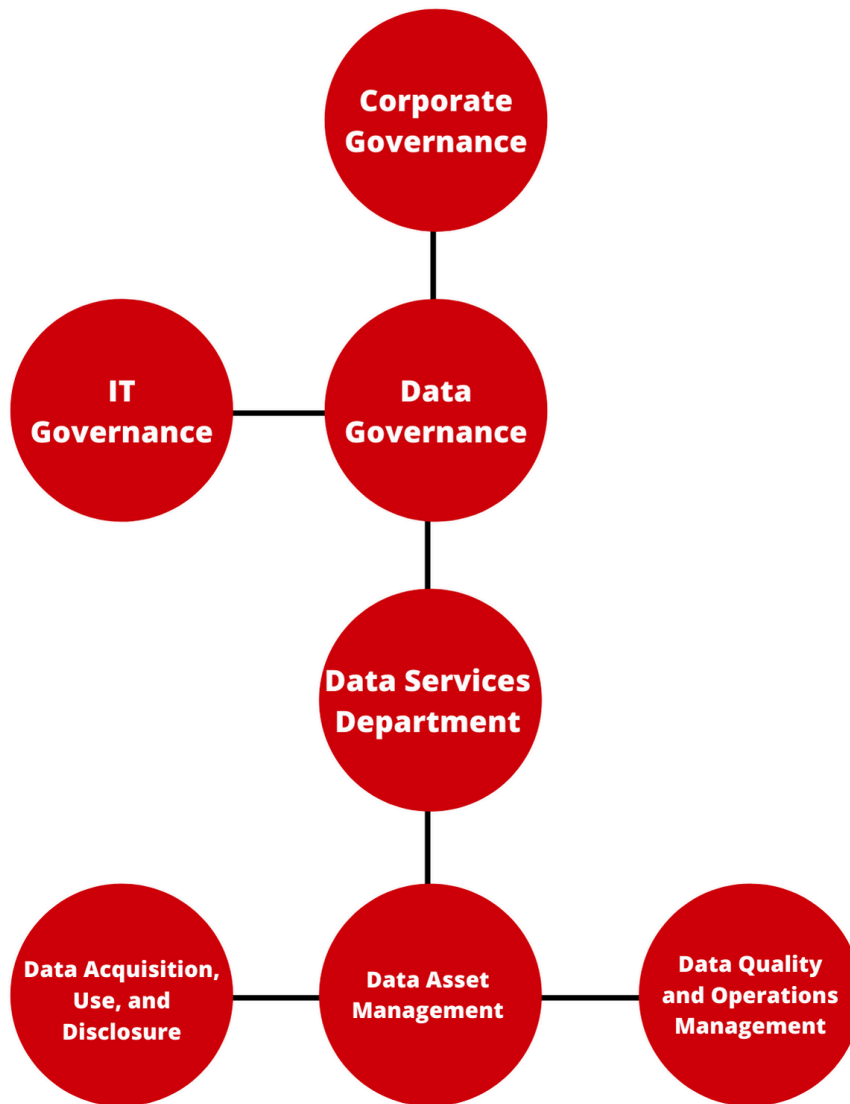 Corporate
Governance
IT
Governance
Data
Governance
Data Services
Department
Data Acquisition,
Use, and
Disclosure
Data Asset
Management
Data Quality
and Operations
Management